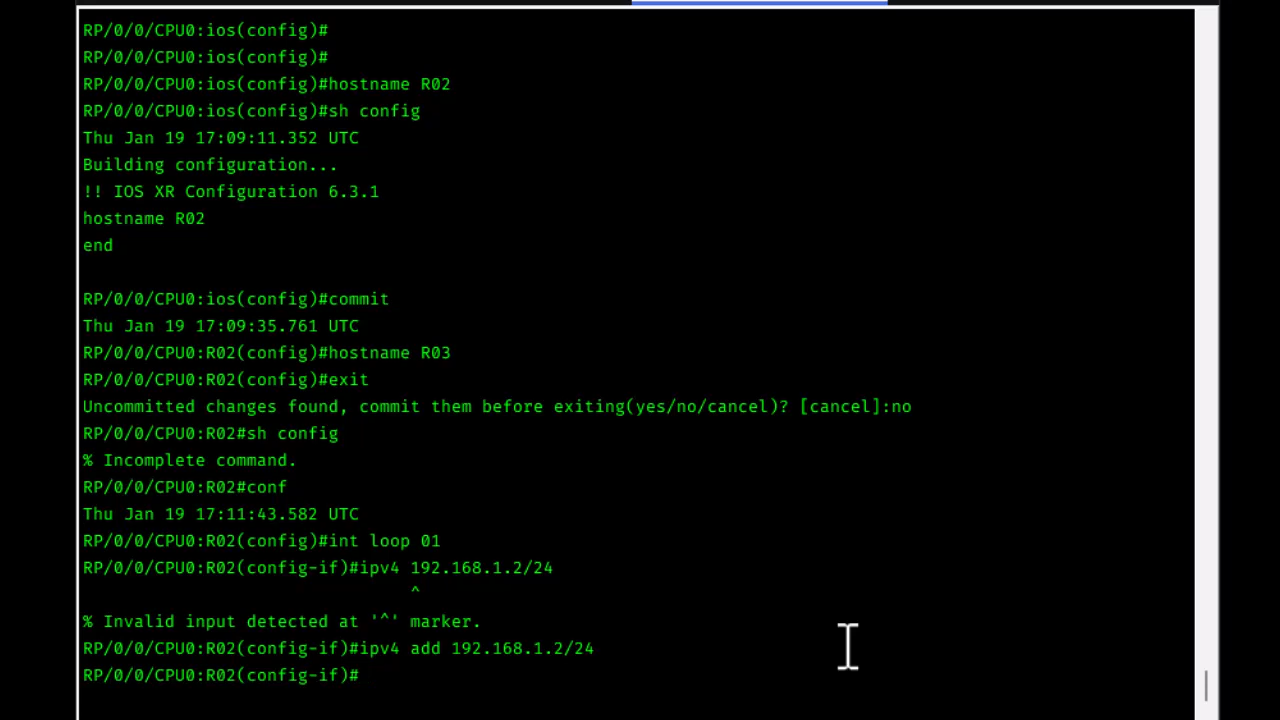 RP/0/0/CPU0:ios(config)#
RP/0/0/CPU0:ios(config)#
RP/0/0/CPU0:ios(config)#hostname R02
RP/0/0/CPU0:ios(config)#sh config
Thu Jan 19 17:09:11.352 UTC
Building configuration...
!! IOS XR Configuration 6.3.1
hostname R02
end
RP/0/0/CPU0:ios(config)#commit
Thu Jan 19 17:09:35.761 UTC
RP/0/0/CPU0:R02(config)#hostname R03
RP/0/0/CPU0:R02(config)#exit
Uncommitted changes found, commit them before exiting(yes/no/cancel)? [cancel]:no
RP/0/0/CPU0:R02#sh config
% Incomplete command.
RP/0/0/CPU0:R02#conf
Thu Jan 19 17:11:43.582 UTC
RP/0/0/CPU0:R02(config)#int loop 01
RP/0/0/CPU0:R02(config-if)#ipv4 192.168.1.2/24
^
% Invalid input detected at '^' marker.
RP/0/0/CPU0:R02(config-if)#ipv4 add 192.168.1.2/24
RP/0/0/CPU0:R02(config-if)#